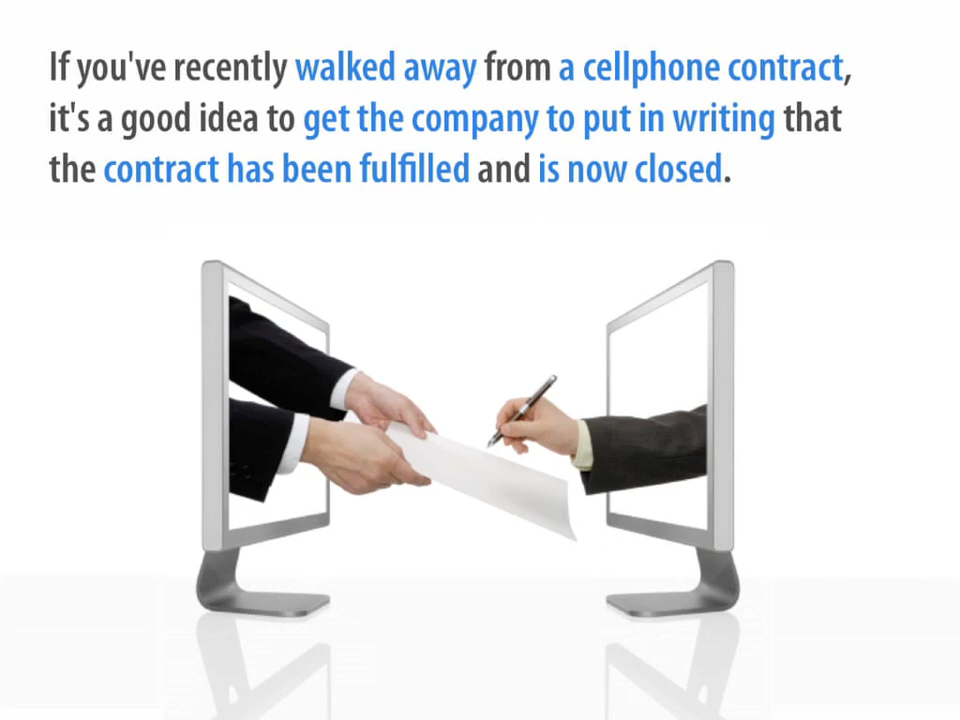 If you've recently walked away from a cellphone contract,
it's a good idea to get the company to put in writing that
the contract has been fulfilled and is now closed.